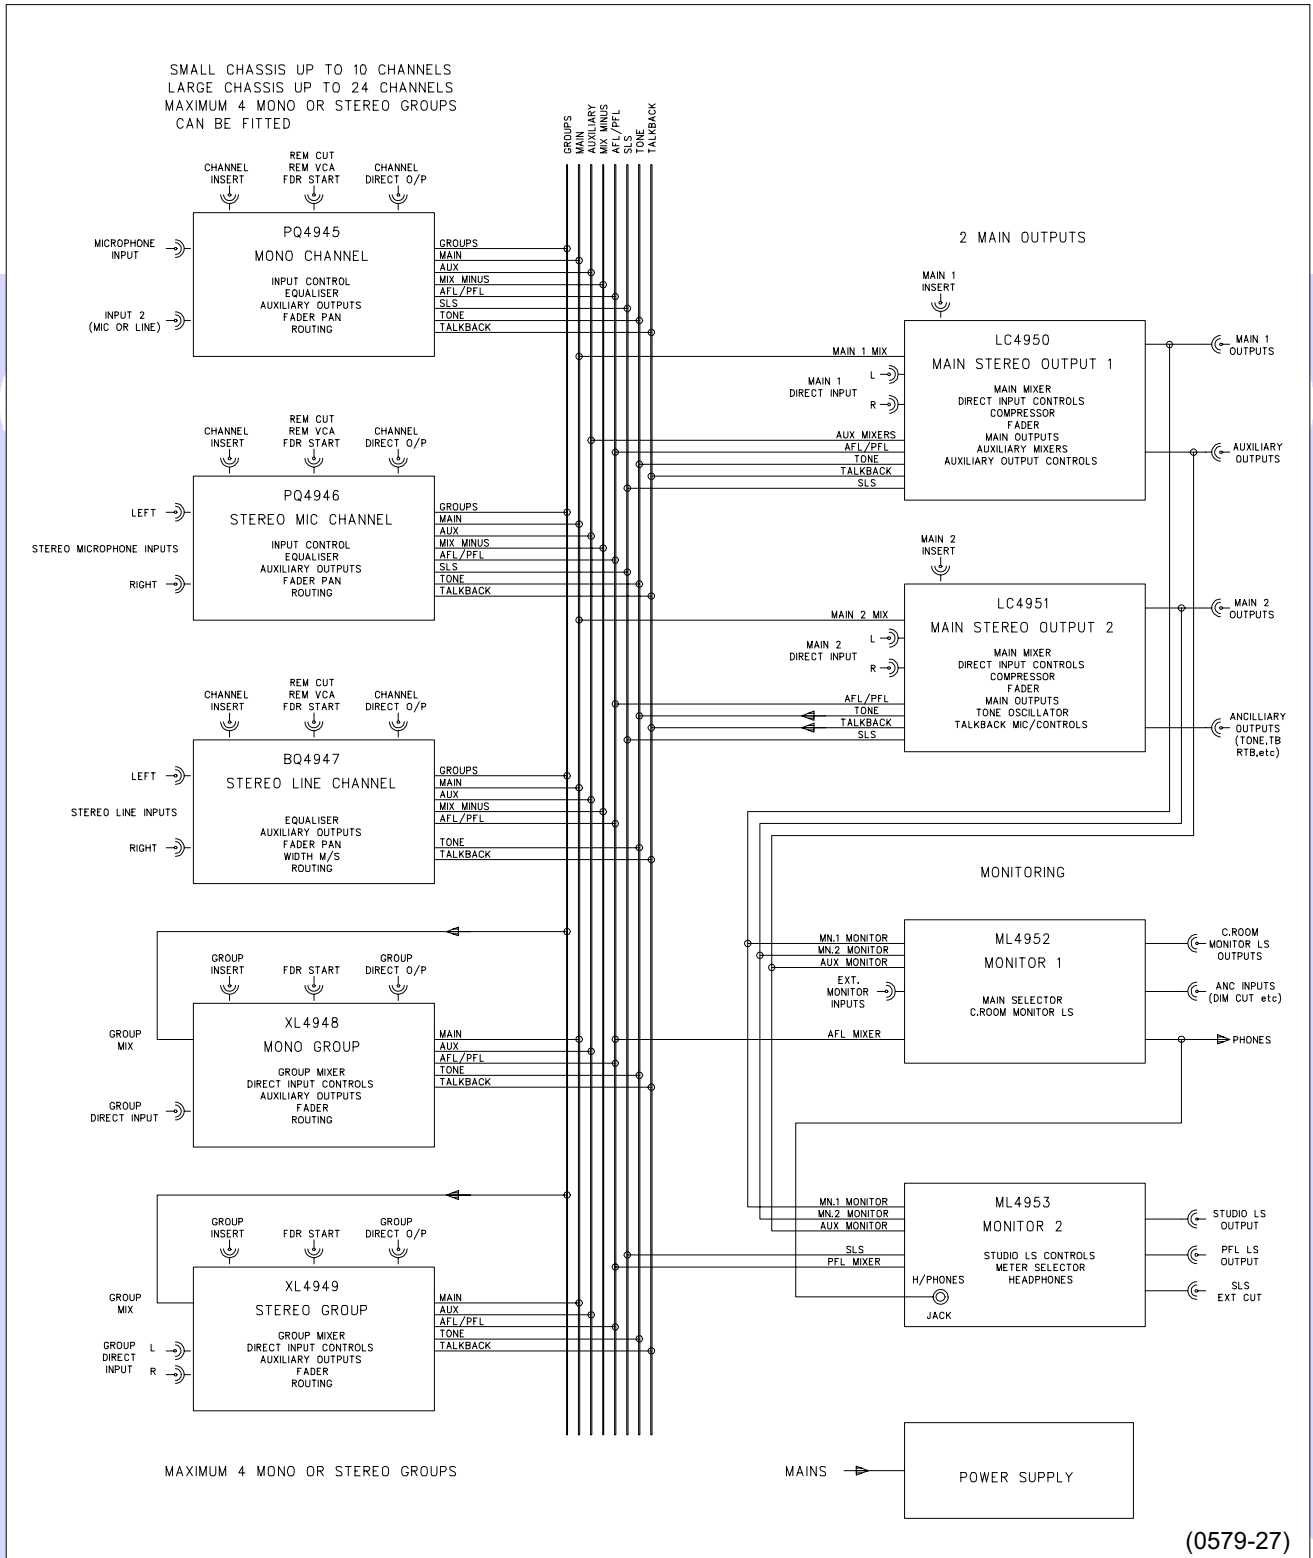 SMALL CHASSIS UP TO 10 CHANNELS
LARGE CHASSIS UP TO 24 CHANNELS
MAXIMUM 4 MONO OR STEREO GROUPS
CAN BE FITTED
GROUPS
MAIN
AUXILIARY
MIX MINUS
AFL/PFL
SLS
TONE
TALKBACK
CHANNEL
INSERT
REM CUT
REM VCA
FDR START
CHANNEL
DIRECT O/P
MICROPHONE
INPUT
INPUT 2
(MIC OR LINE)
PQ4945
MONO CHANNEL
INPUT CONTROL
EQUALISER
AUXILIARY OUTPUTS
FADER PAN
ROUTING
GROUPS
MAIN
AUX
MIX MINUS
AFL/PFL
SLS
TONE
TALKBACK
CHANNEL
INSERT
REM CUT
REM VCA
FDR START
CHANNEL
DIRECT O/P
LEFT
STEREO MICROPHONE INPUTS
RIGHT
PQ4946
STEREO MIC CHANNEL
INPUT CONTROL
EQUALISER
AUXILIARY OUTPUTS
FADER PAN
ROUTING
GROUPS
MAIN
AUX
MIX MINUS
AFL/PFL
SLS
TONE
TALKBACK
CHANNEL
INSERT
REM CUT
REM VCA
FDR START
CHANNEL
DIRECT O/P
LEFT
STEREO LINE INPUTS
RIGHT
BQ4947
STEREO LINE CHANNEL
EQUALISER
AUXILIARY OUTPUTS
FADER PAN
WIDTH M/S
ROUTING
GROUPS
MAIN
AUX
MIX MINUS
AFL/PFL
TONE
TALKBACK
GROUP
INSERT
FDR START
GROUP
DIRECT O/P
GROUP
MIX
GROUP
DIRECT INPUT
XL4948
MONO GROUP
GROUP MIXER
DIRECT INPUT CONTROLS
AUXILIARY OUTPUTS
FADER
ROUTING
MAIN
AUX
AFL/PFL
TONE
TALKBACK
GROUP
INSERT
FDR START
GROUP
DIRECT O/P
GROUP
MIX
GROUP
DIRECT
INPUT
L
R
XL4949
STEREO GROUP
GROUP MIXER
DIRECT INPUT CONTROLS
AUXILIARY OUTPUTS
FADER
ROUTING
MAIN
AUX
AFL/PFL
TONE
TALKBACK
MAXIMUM 4 MONO OR STEREO GROUPS
2 MAIN OUTPUTS
MAIN 1
INSERT
MAIN 1 MIX
MAIN 1
DIRECT INPUT
L
R
AUX MIXERS
AFL/PFL
TONE
TALKBACK
SLS
LC4950
MAIN STEREO OUTPUT 1
MAIN MIXER
DIRECT INPUT CONTROLS
COMPRESSOR
FADER
MAIN OUTPUTS
AUXILIARY MIXERS
AUXILIARY OUTPUT CONTROLS
MAIN 1
OUTPUTS
AUXILIARY
OUTPUTS
MAIN 2
INSERT
MAIN 2 MIX
MAIN 2
DIRECT INPUT
L
R
AFL/PFL
TONE
TALKBACK
SLS
LC4951
MAIN STEREO OUTPUT 2
MAIN MIXER
DIRECT INPUT CONTROLS
COMPRESSOR
FADER
MAIN OUTPUTS
TONE OSCILLATOR
TALKBACK MIC/CONTROLS
MAIN 2
OUTPUTS
ANCILLIARY
OUTPUTS
(TONE,TB
RTB,etc)
MONITORING
MN.1 MONITOR
MN.2 MONITOR
AUX MONITOR
EXT.
MONITOR
INPUTS
AFL MIXER
ML4952
MONITOR 1
MAIN SELECTOR
C.ROOM MONITOR LS
C.ROOM
MONITOR LS
OUTPUTS
ANC INPUTS
(DIM CUT etc)
PHONES
MN.1 MONITOR
MN.2 MONITOR
AUX MONITOR
SLS
PFL MIXER
ML4953
MONITOR 2
STUDIO LS CONTROLS
METER SELECTOR
HEADPHONES
H/PHONES
JACK
STUDIO LS
OUTPUT
PFL LS
OUTPUT
SLS
EXT CUT
MAINS
POWER SUPPLY
(0579-27)